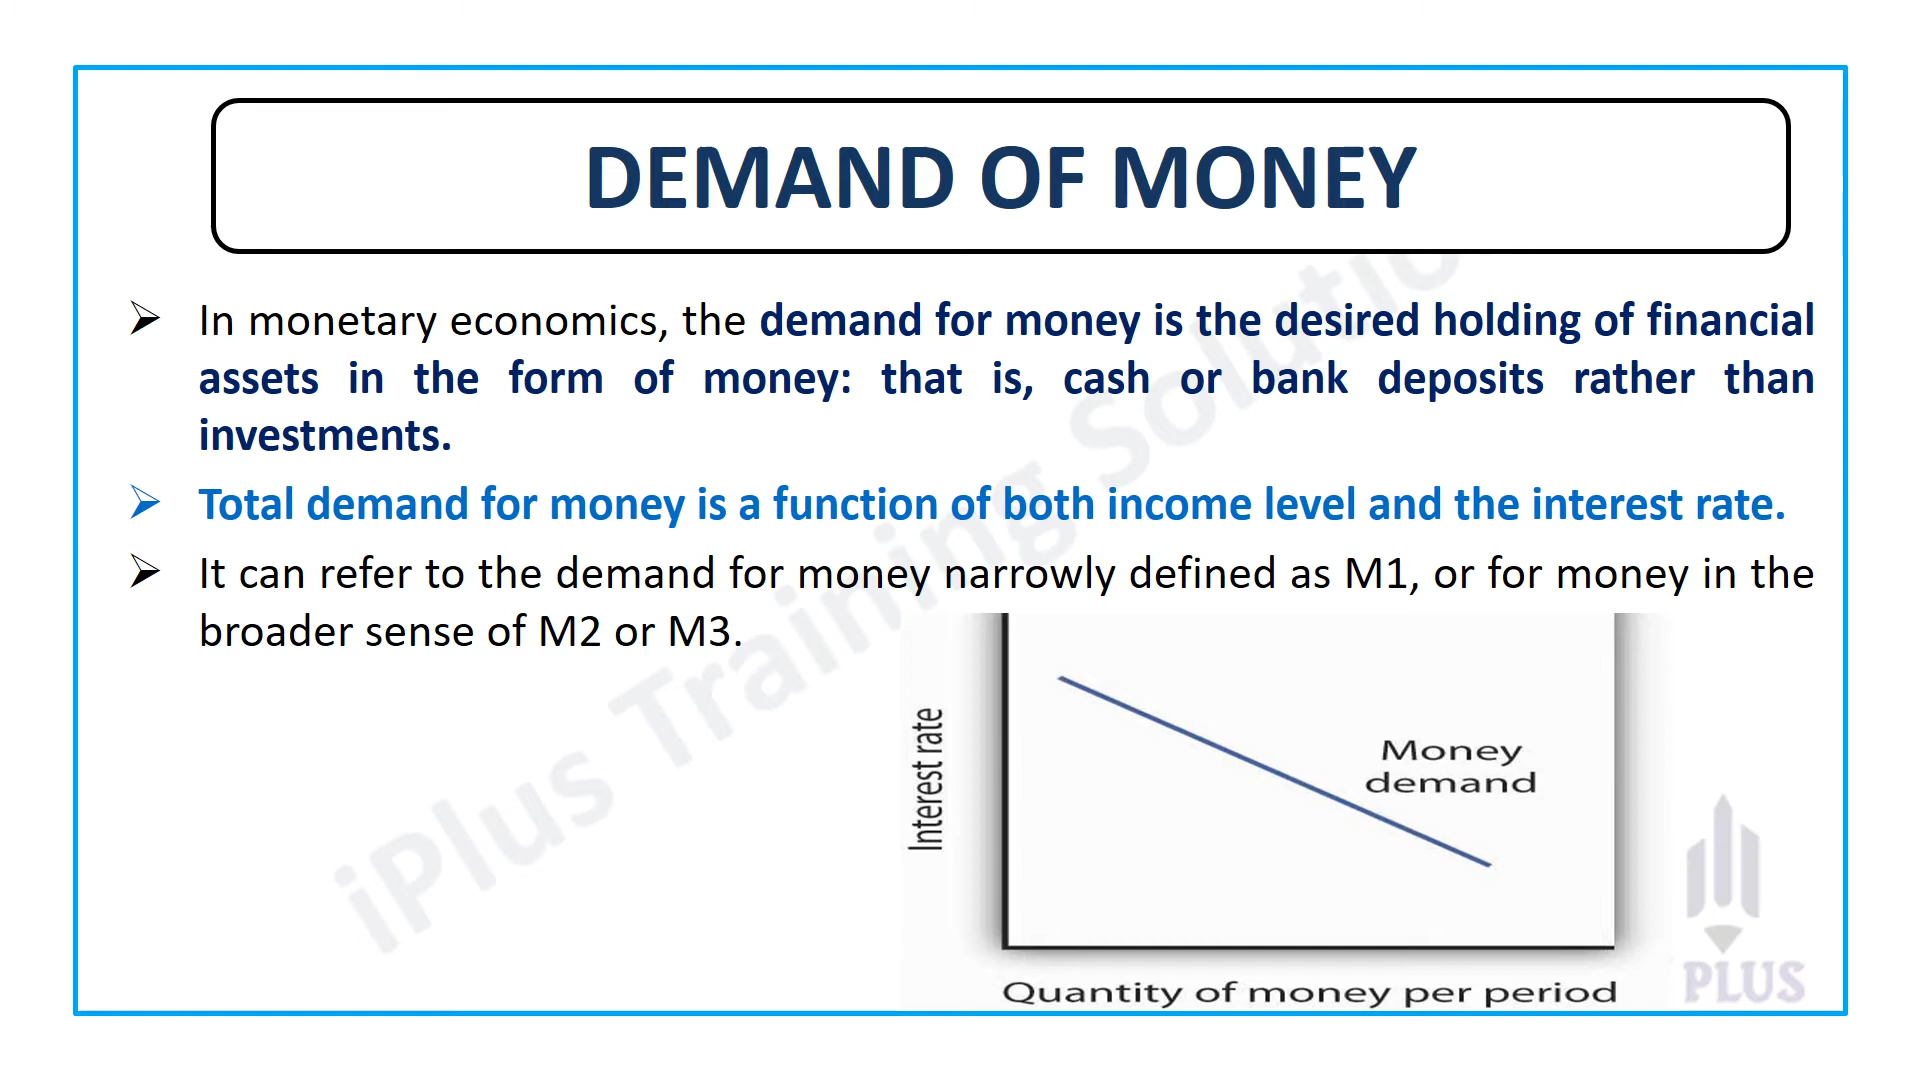 DEMAND OF MONEY
In monetary economics, the demand for money is the desired holding of financial
assets in the form of money: that is, cash or bank deposits rather than
investments.
Total demand for money is a function of both income level and the interest rate.
It can refer to the demand for money narrowly defined as M1, or for money in the
broader sense of M2 or M3.
Interest rate
Money
demand
Quantity of money per period
iPlus Training Solutio
PLUS